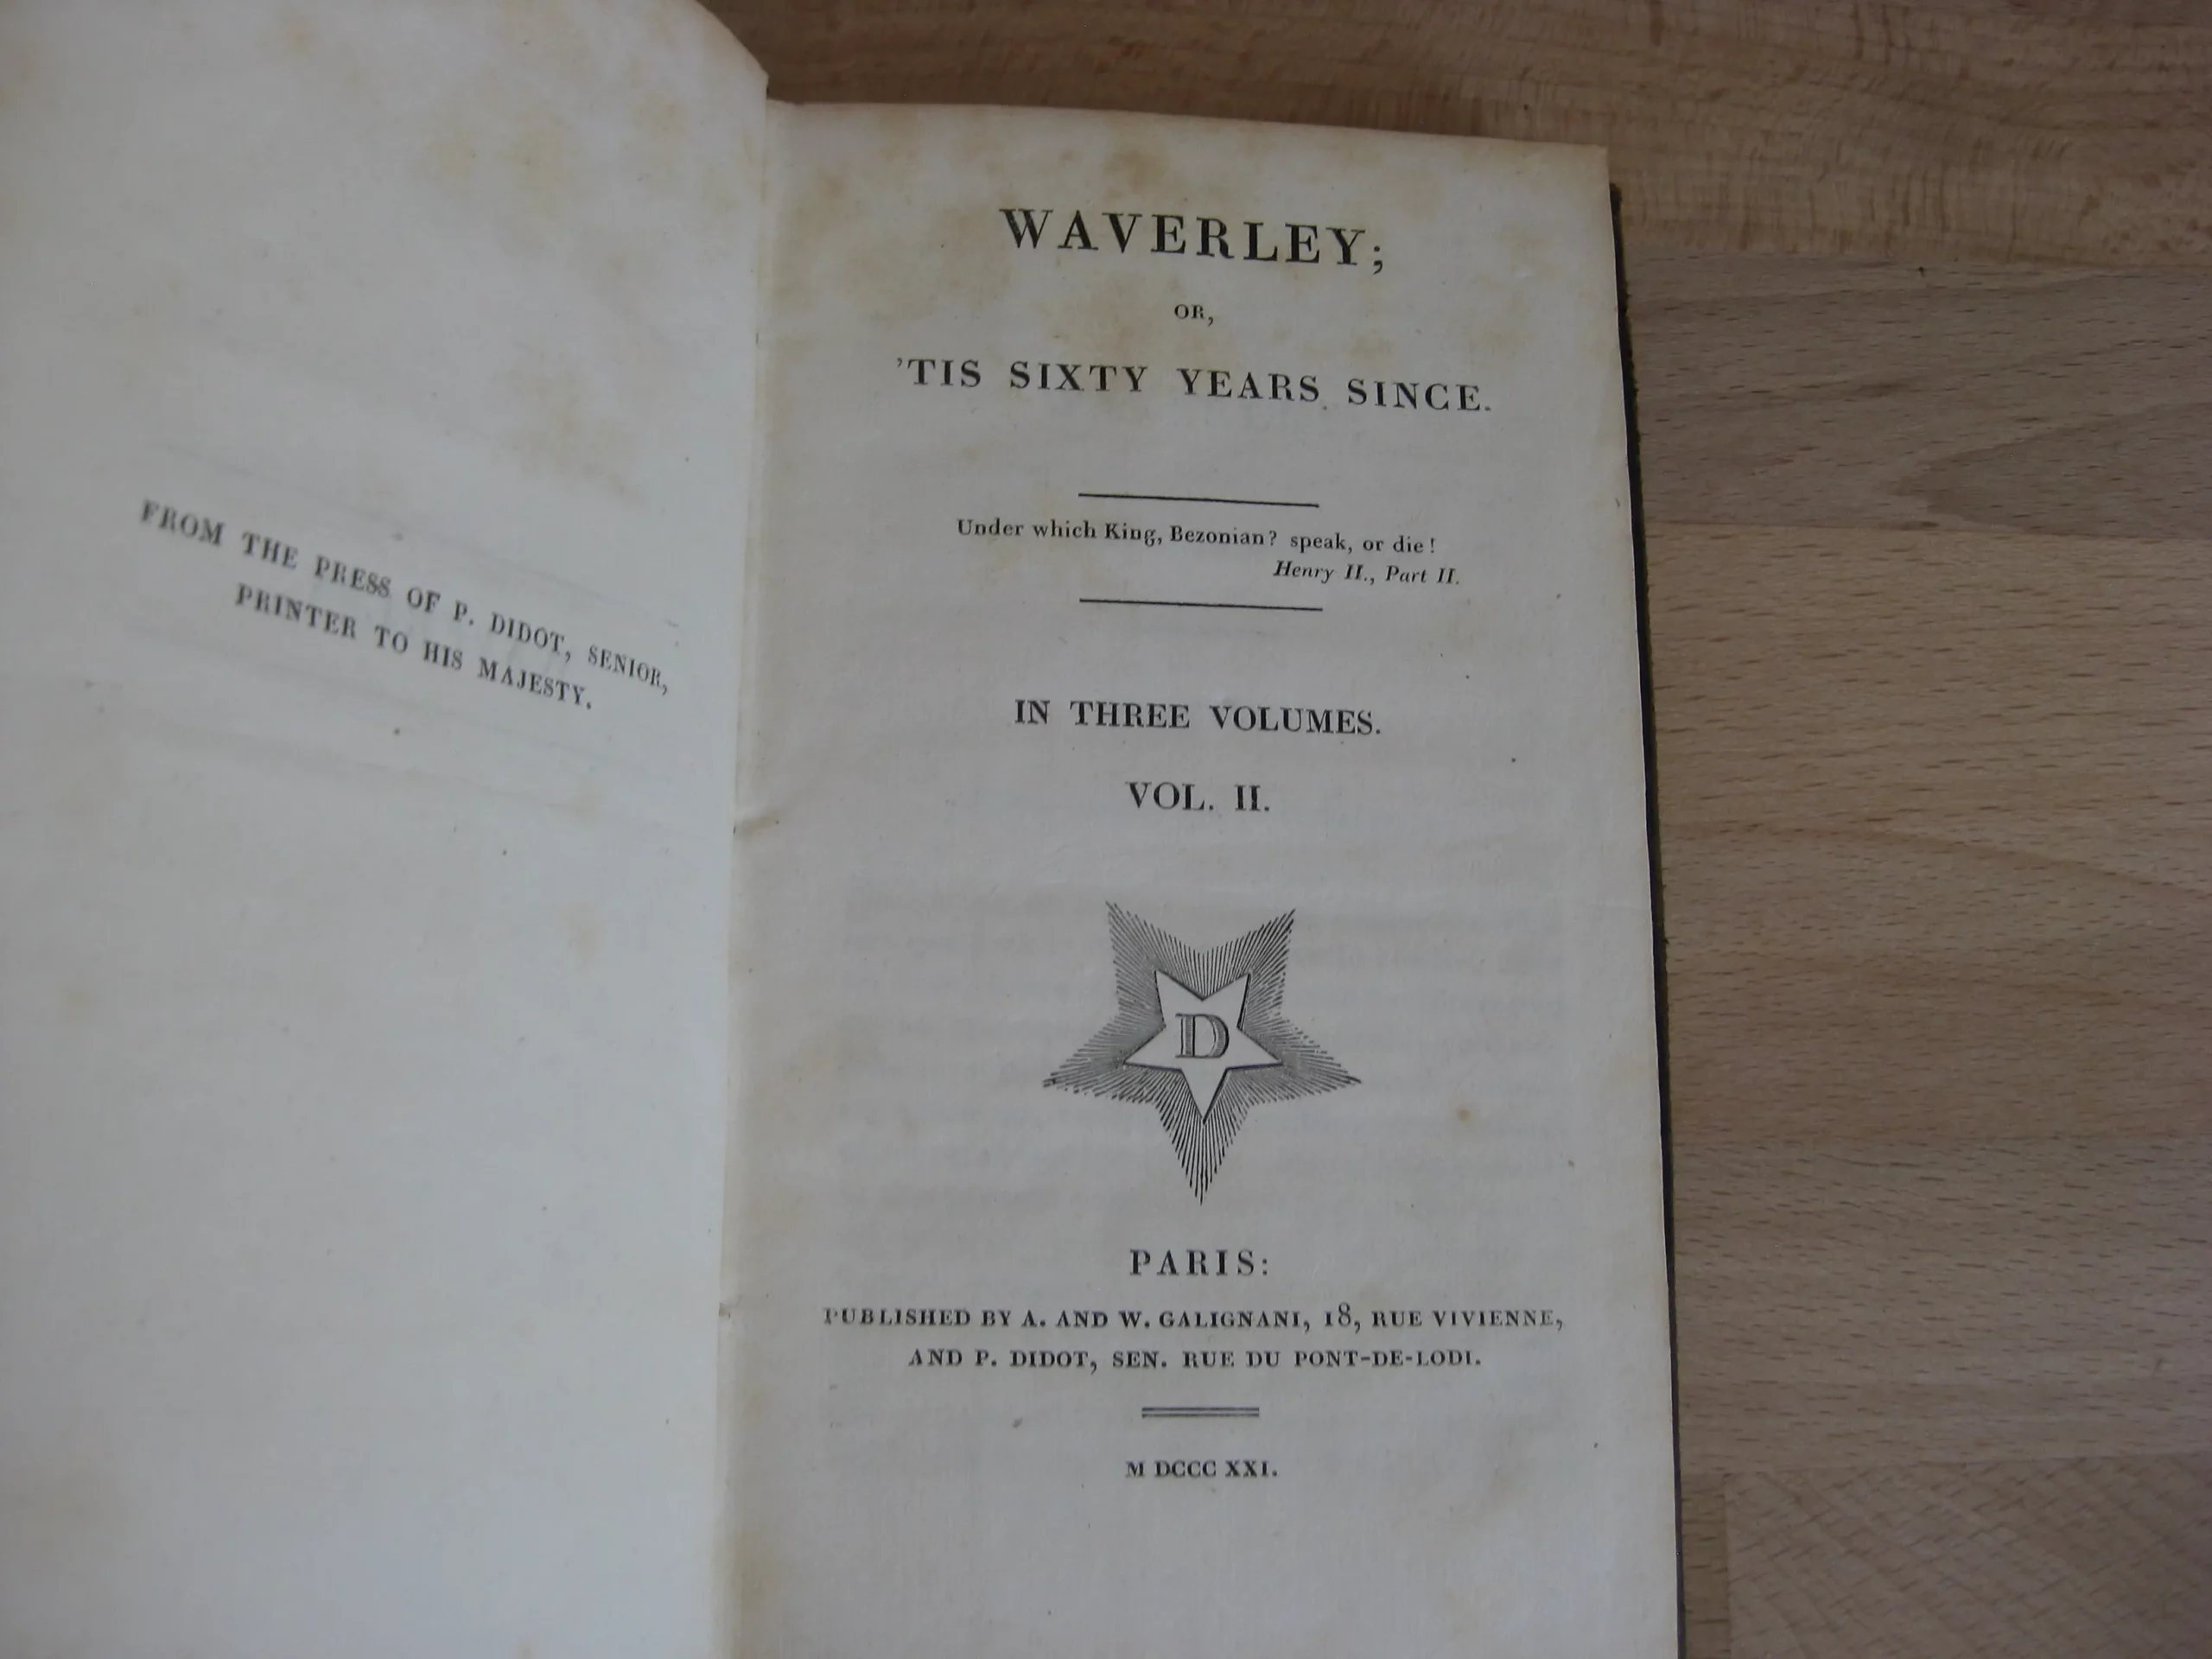 FROM THE PRESS OF P. DIDOT, SENIOR,
PRINTER TO HIS MAJESTY.
WAVERLEY;
OR,
'TIS SIXTY YEARS SINCE.
Under which King, Bezonian? speak, or die!
Henry II., Part II.
IN THREE VOLUMES.
VOL. II.
D
PARIS:
PUBLISHED BY A. AND W. GALIGNANI, 18, RUE VIVIENNE,
AND P. DIDOT, SEN. RUE DU PONT-DE-LODI.
M DCCC XXI.